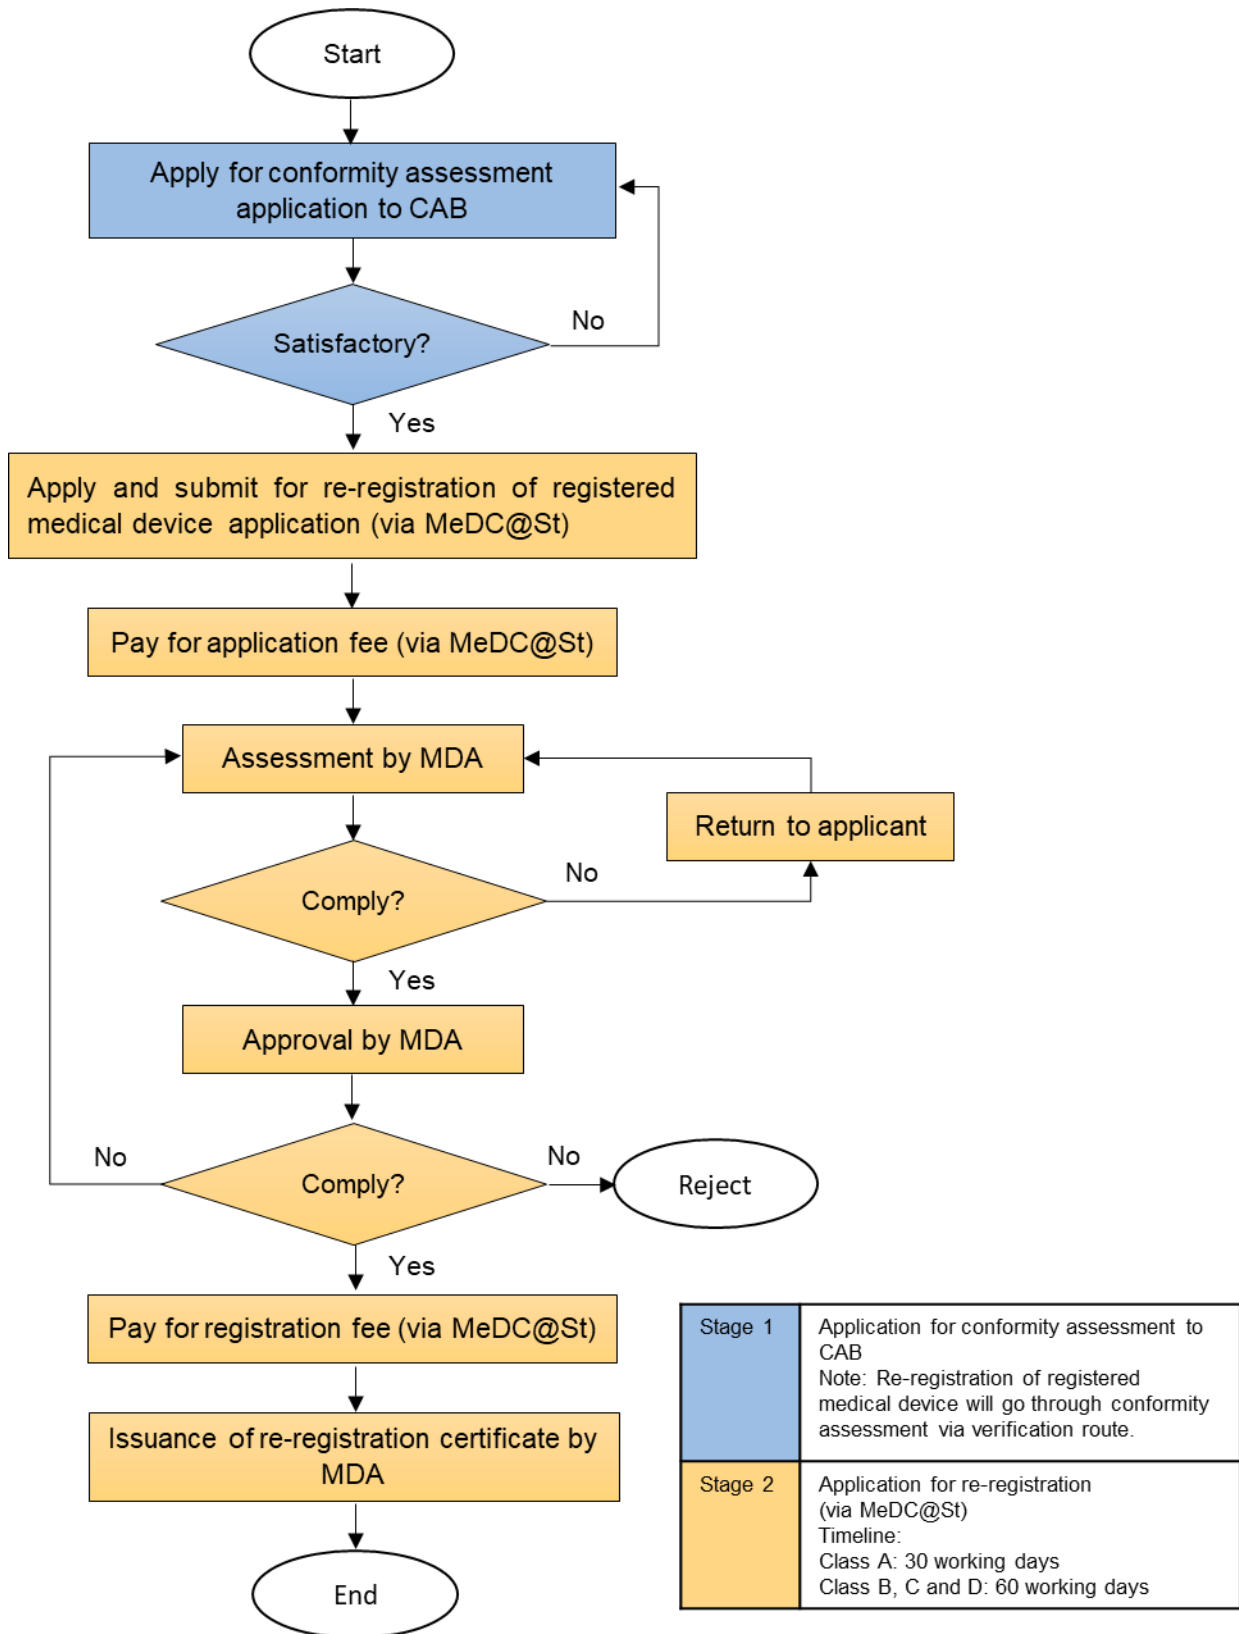 Start
Apply for conformity assessment
application to CAB
Satisfactory?
No
Yes
Apply and submit for re-registration of registered
medical device application (via MeDC@St)
Pay for application fee (via MeDC@St)
Assessment by MDA
Return to applicant
Comply?
No
Yes
Approval by MDA
No
Comply?
No
Reject
Yes
Pay for registration fee (via MeDC@St)
Issuance of re-registration certificate by
MDA
End
Stage 1
Application for conformity assessment to
CAB
Note: Re-registration of registered
medical device will go through conformity
assessment via verification route.
Stage 2
Application for re-registration
(via MeDC@St)
Timeline:
Class A: 30 working days
Class B, C and D: 60 working days